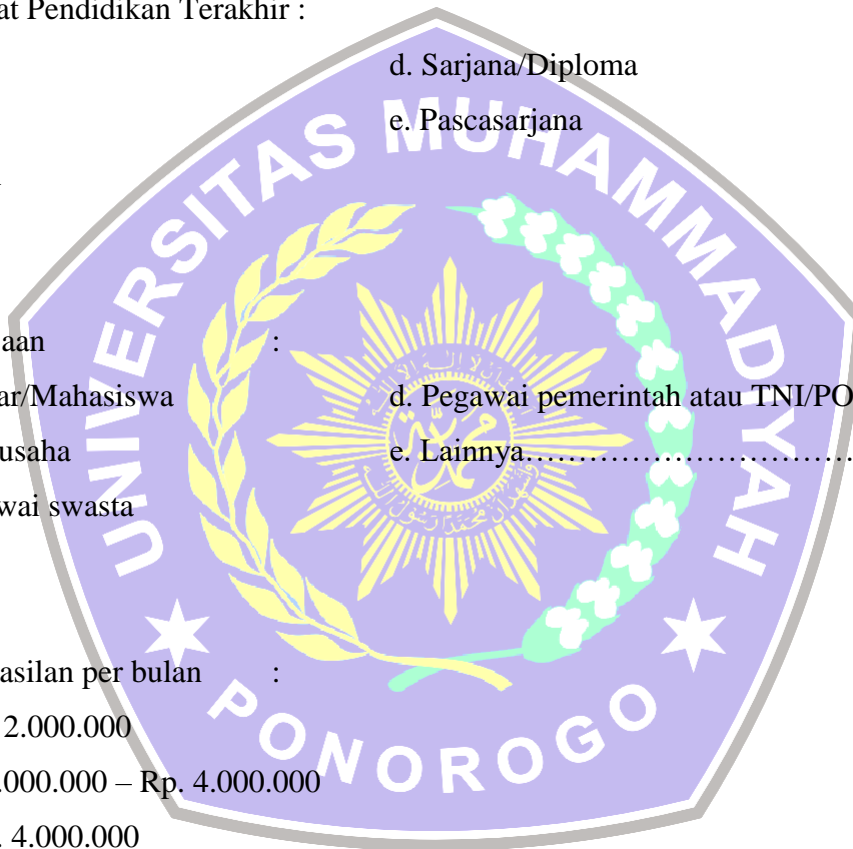 at Pendidikan Terakhir :
d. Sarjana/Diploma
e. Pascasarjana
UNIVERSITAS MUHAMMADIYAH
aan :
ar/Mahasiswa d. Pegawai pemerintah atau TNI/PO
usaha e. Lainnya……………………………
wai swasta
asilan per bulan :
2.000.000
.000.000 – Rp. 4.000.000
. 4.000.000
PONOROGO
محمد